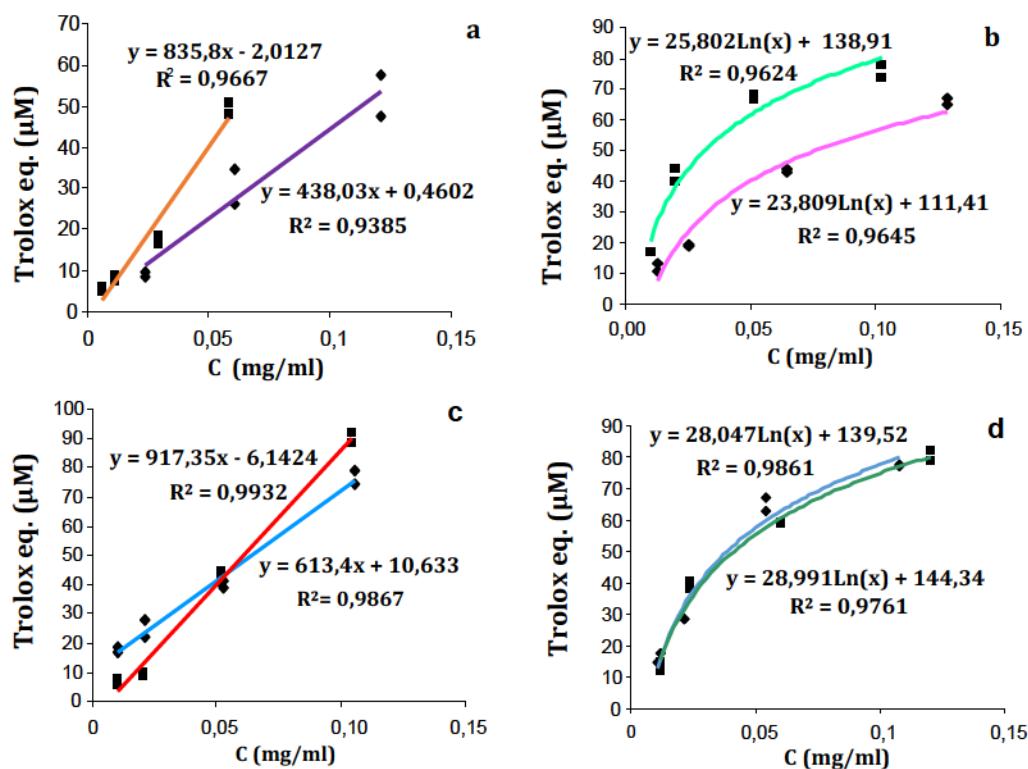 a
y = 835,8x - 2,0127
R² = 0,9667
y = 438,03x + 0,4602
R² = 0,9385
Trolox eq. (μM)
70
60
50
40
30
20
10
0
0 0,05 0,10 0,15
C (mg/ml)
b
y = 25,802Ln(x) + 138,91
R² = 0,9624
y = 23,809Ln(x) + 111,41
R² = 0,9645
Trolox eq. (μM)
90
80
70
60
50
40
30
20
10
0
0,00 0,05 0,10 0,15
C (mg/ml)
c
y = 917,35x - 6,1424
R² = 0,9932
y = 613,4x + 10,633
R²= 0,9867
Trolox eq. (μM)
100
90
80
70
60
50
40
30
20
10
0
0 0,05 0,10 0,15
C (mg/ml)
d
y = 28,047Ln(x) + 139,52
R² = 0,9861
y = 28,991Ln(x) + 144,34
R² = 0,9761
Trolox eq. (μM)
90
80
70
60
50
40
30
20
10
0
0 0,05 0,1 0,15
C (mg/ml)